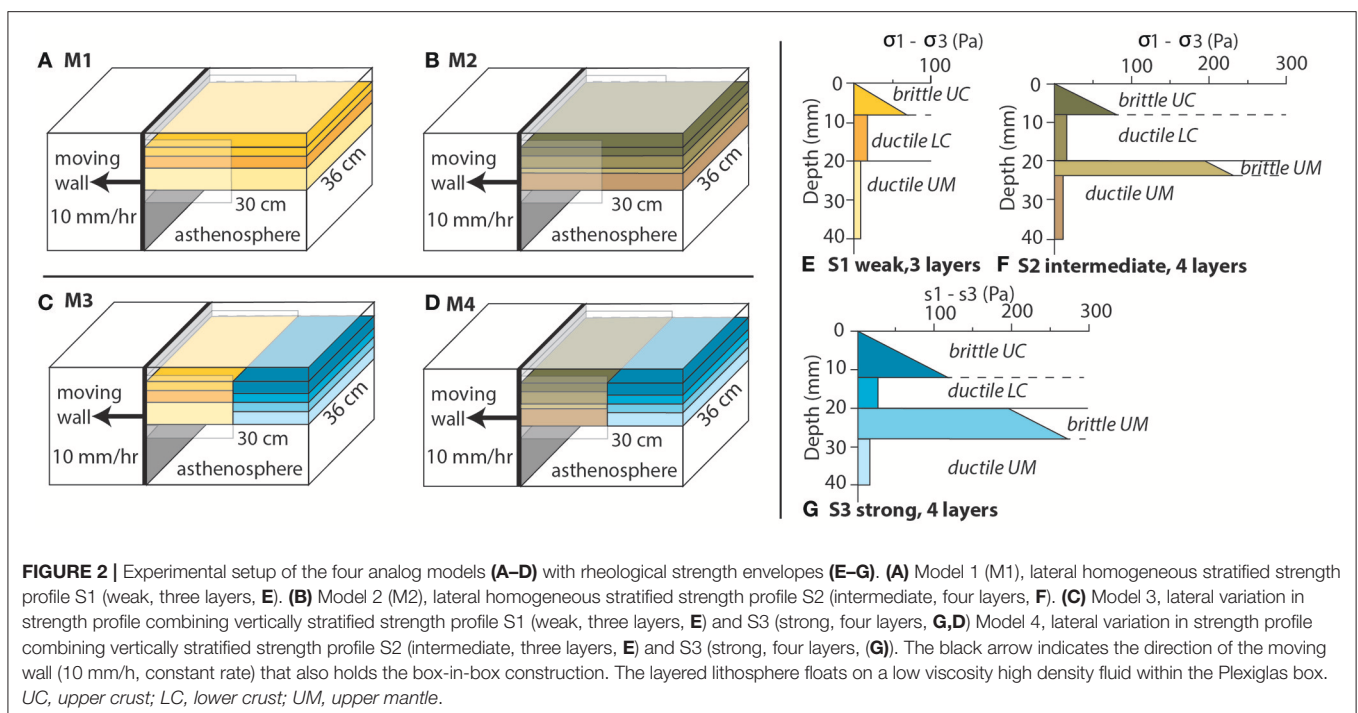 A M1
moving
wall
10 mm/hr
30 cm
36 cm
asthenosphere
B M2
moving
wall
10 mm/hr
30 cm
36 cm
asthenosphere
C M3
moving
wall
10 mm/hr
30 cm
36 cm
asthenosphere
D M4
moving
wall
10 mm/hr
30 cm
36 cm
asthenosphere
σ1 - σ3 (Pa)
100
0
10
20
30
40
Depth (mm)
brittle UC
ductile LC
ductile UM
E S1 weak,3 layers
σ1 - σ3 (Pa)
100 200 300
0
10
20
30
40
Depth (mm)
brittle UC
ductile LC
brittle UM
ductile UM
F S2 intermediate, 4 layers
s1 - s3 (Pa)
100 200 300
0
10
20
30
40
Depth (mm)
brittle UC
ductile LC
brittle UM
ductile UM
G S3 strong, 4 layers
FIGURE 2 | Experimental setup of the four analog models (A–D) with rheological strength envelopes (E–G). (A) Model 1 (M1), lateral homogeneous stratified strength
profile S1 (weak, three layers, E). (B) Model 2 (M2), lateral homogeneous stratified strength profile S2 (intermediate, four layers, F). (C) Model 3, lateral variation in
strength profile combining vertically stratified strength profile S1 (weak, three layers, E) and S3 (strong, four layers, G,D) Model 4, lateral variation in strength profile
combining vertically stratified strength profile S2 (intermediate, three layers, E) and S3 (strong, four layers, (G)). The black arrow indicates the direction of the moving
wall (10 mm/h, constant rate) that also holds the box-in-box construction. The layered lithosphere floats on a low viscosity high density fluid within the Plexiglas box.
UC, upper crust; LC, lower crust; UM, upper mantle.